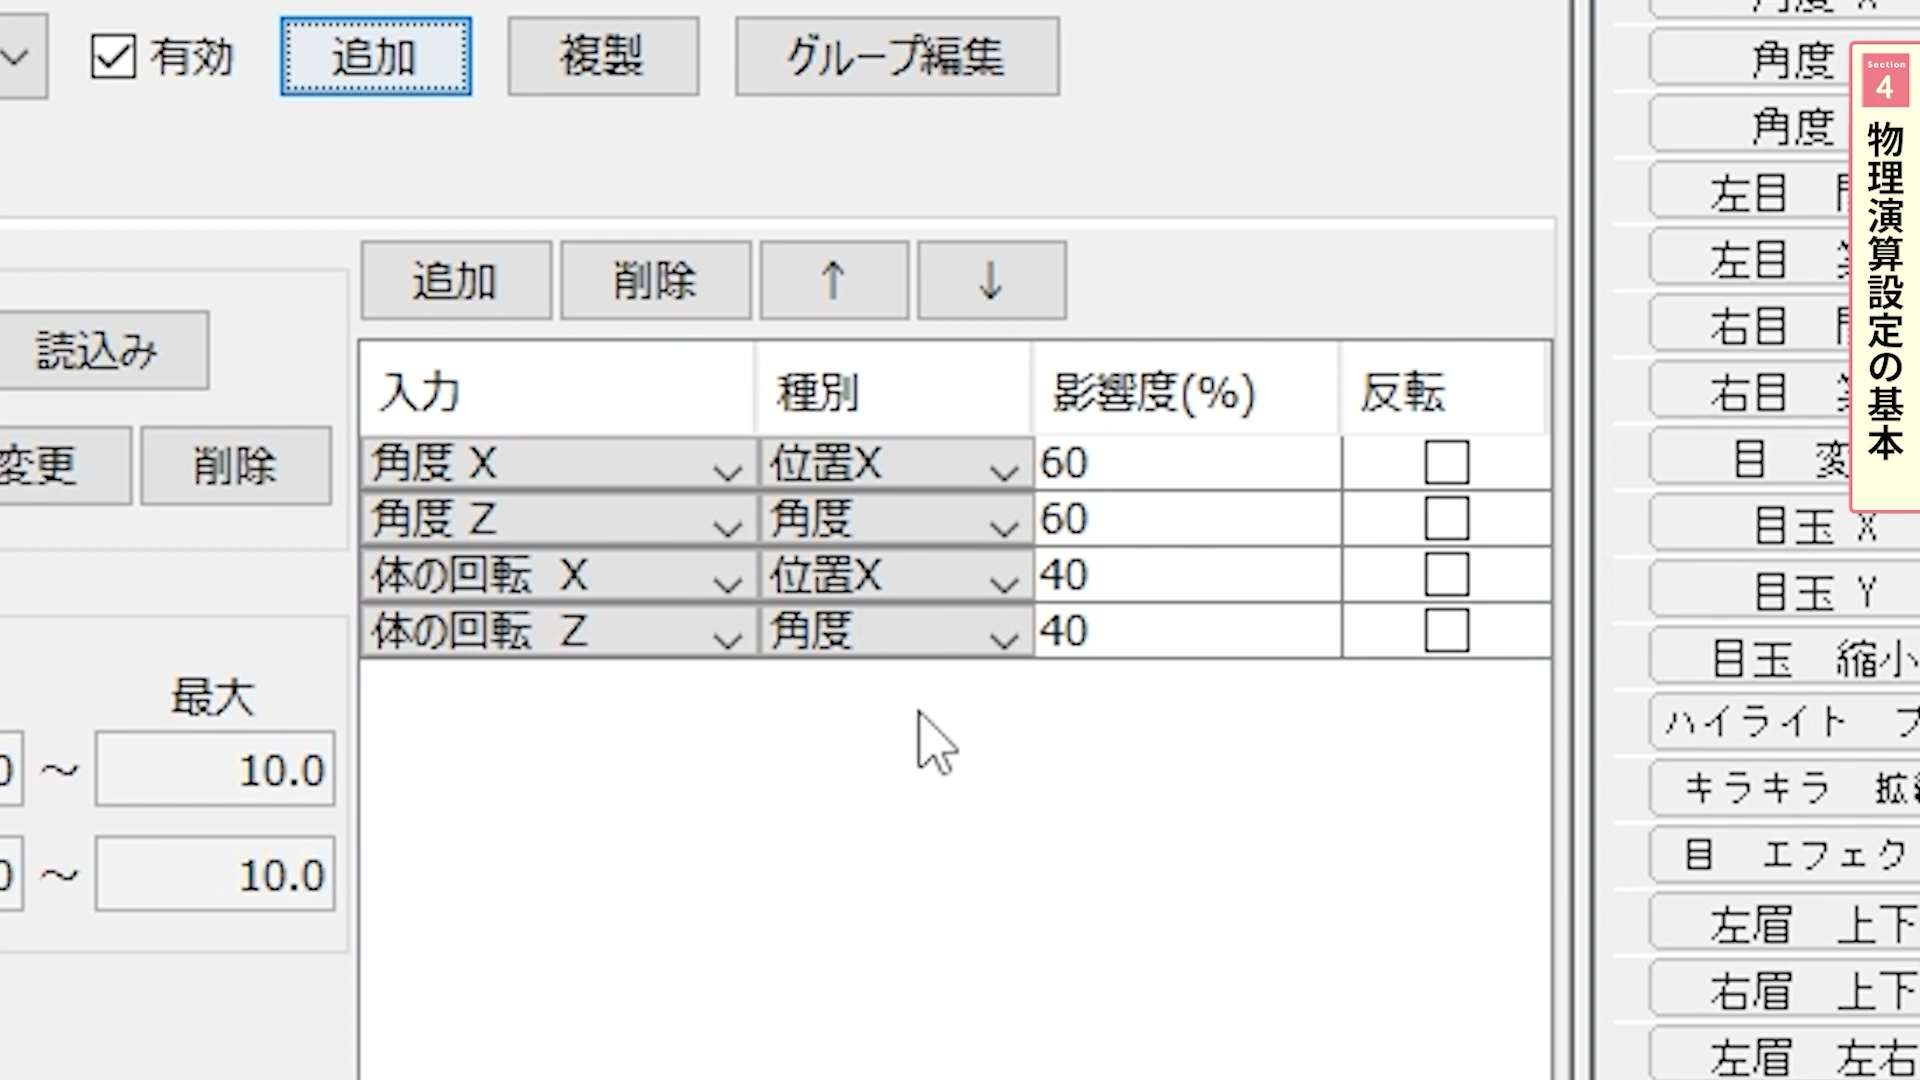 有効 追加 複製 グループ編集
追加 削除 ↑ ↓
読込み
変更 削除
入力 種別 影響度(%) 反転
角度 X 位置X 60
角度 Z 角度 60
体の回転 X 位置X 40
体の回転 Z 角度 40
最大
0 ～ 10.0
0 ～ 10.0
角度
角度
左目
左目
右目
右目
目 変
目玉 X
目玉 Y
目玉 縮小
ハイライト
キラキラ 拡
目 エフェク
左眉 上下
右眉 上下
左眉 左右
Section
4
物理演算設定の基本